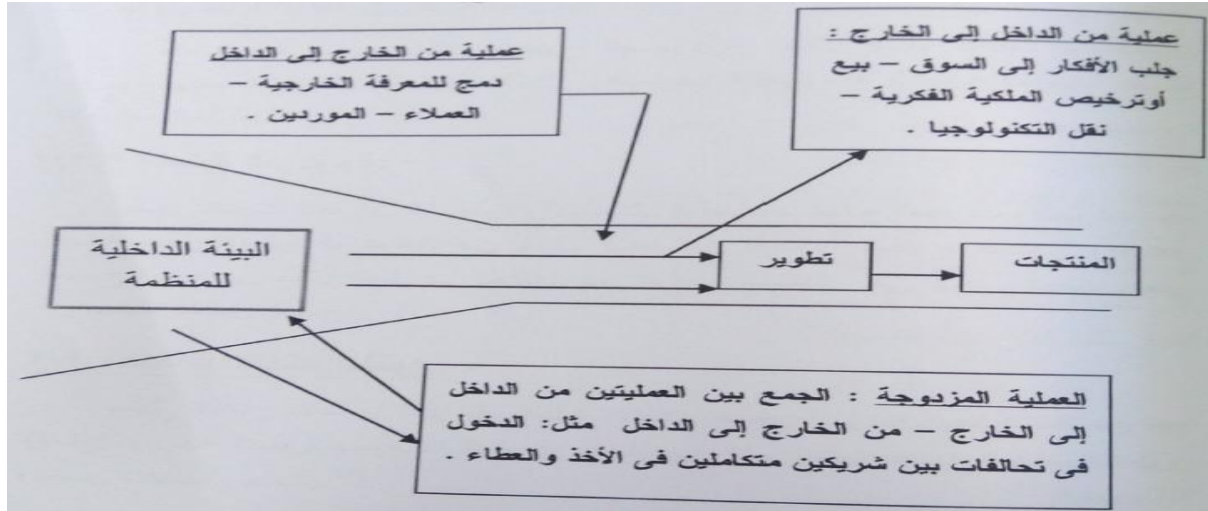 عملية من الخارج إلى الداخل
دمج للمعرفة الخارجية –
العملاء – الموردين .
عملية من الداخل إلى الخارج :
جلب الأفكار إلى السوق – بيع
أوترخيص الملكية الفكرية –
نقل التكنولوجيا .
البيئة الداخلية
للمنظمة
تطوير
المنتجات
العملية المزدوجة : الجمع بين العمليتين من الداخل
إلى الخارج – من الخارج إلى الداخل مثل: الدخول
فى تحالفات بين شريكين متكاملين فى الأخذ والعطاء .